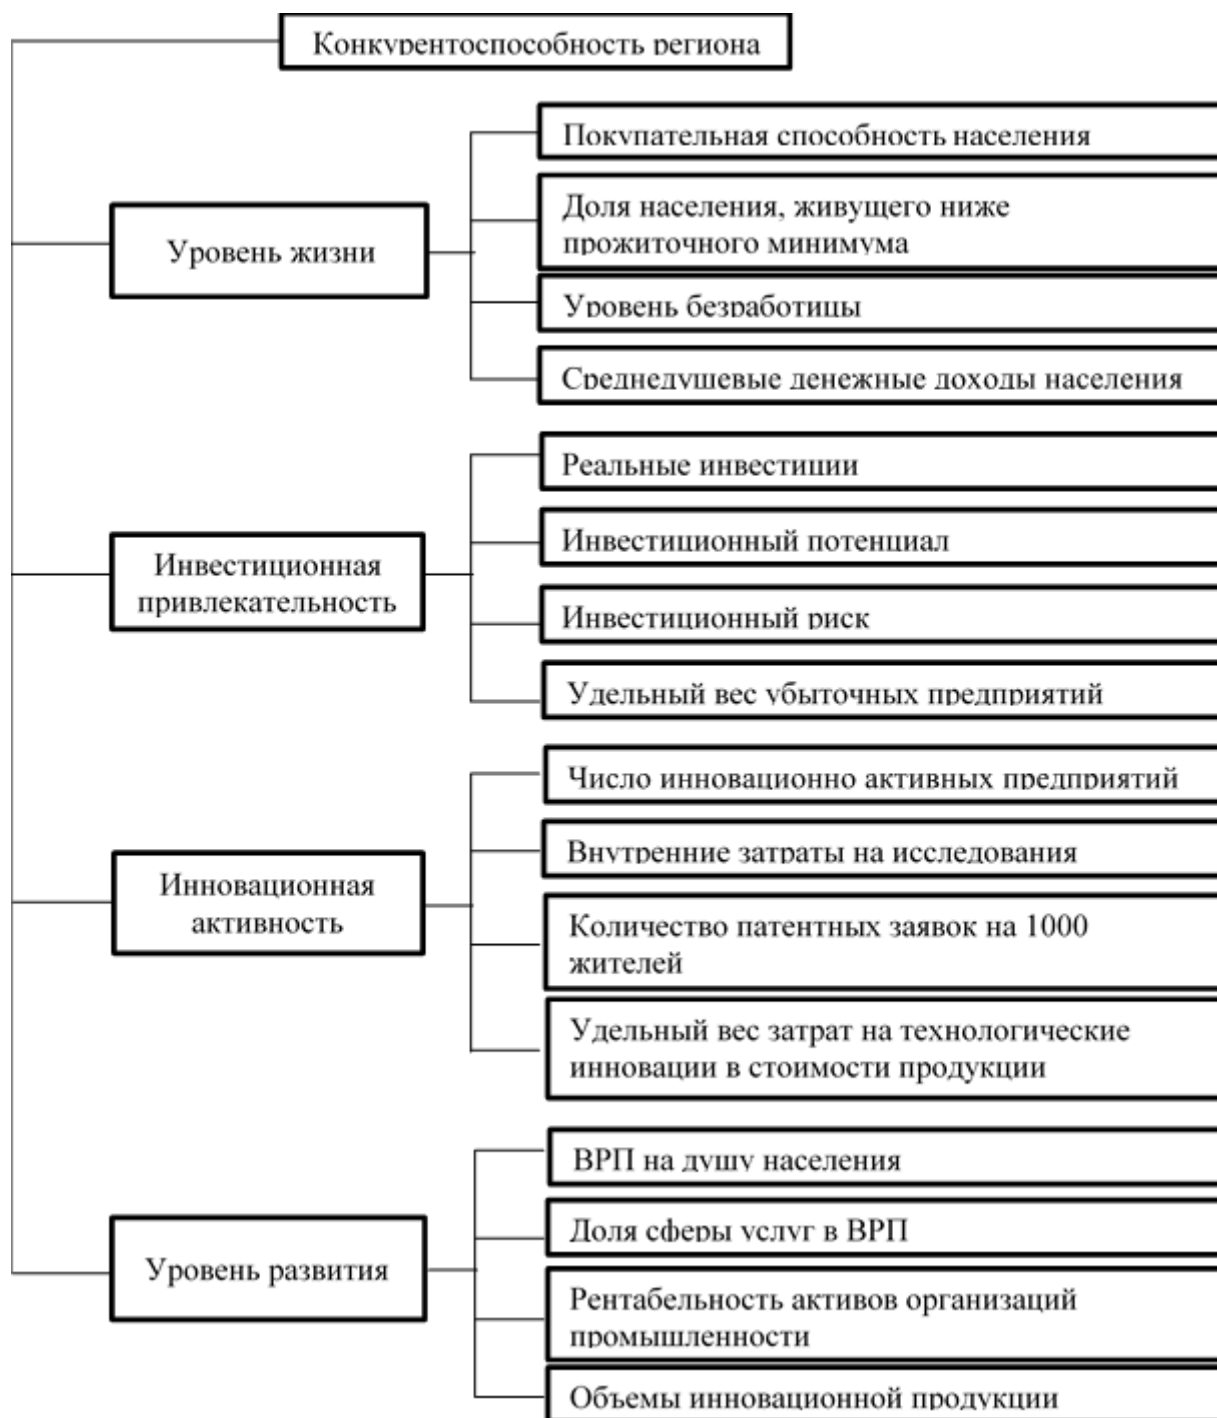 Конкурентоспособность региона
Покупательная способность населения
Доля населения, живущего ниже
прожиточного минимума
Уровень жизни
Уровень безработицы
Среднедушевые денежные доходы населения
Реальные инвестиции
Инвестиционный потенциал
Инвестиционная
привлекательность
Инвестиционный риск
Удельный вес убыточных предприятий
Число инновационно активных предприятий
Внутренние затраты на исследования
Инновационная
активность
Количество патентных заявок на 1000
жителей
Удельный вес затрат на технологические
инновации в стоимости продукции
ВРП на душу населения
Доля сферы услуг в ВРП
Уровень развития
Рентабельность активов организаций
промышленности
Объемы инновационной продукции